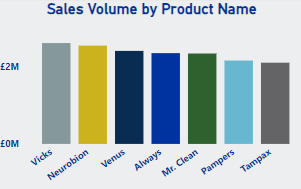 Sales Volume by Product Name
£2M
£0M
Vicks
Neurobion
Venus
Always
Mr. Clean
Pampers
Tampax